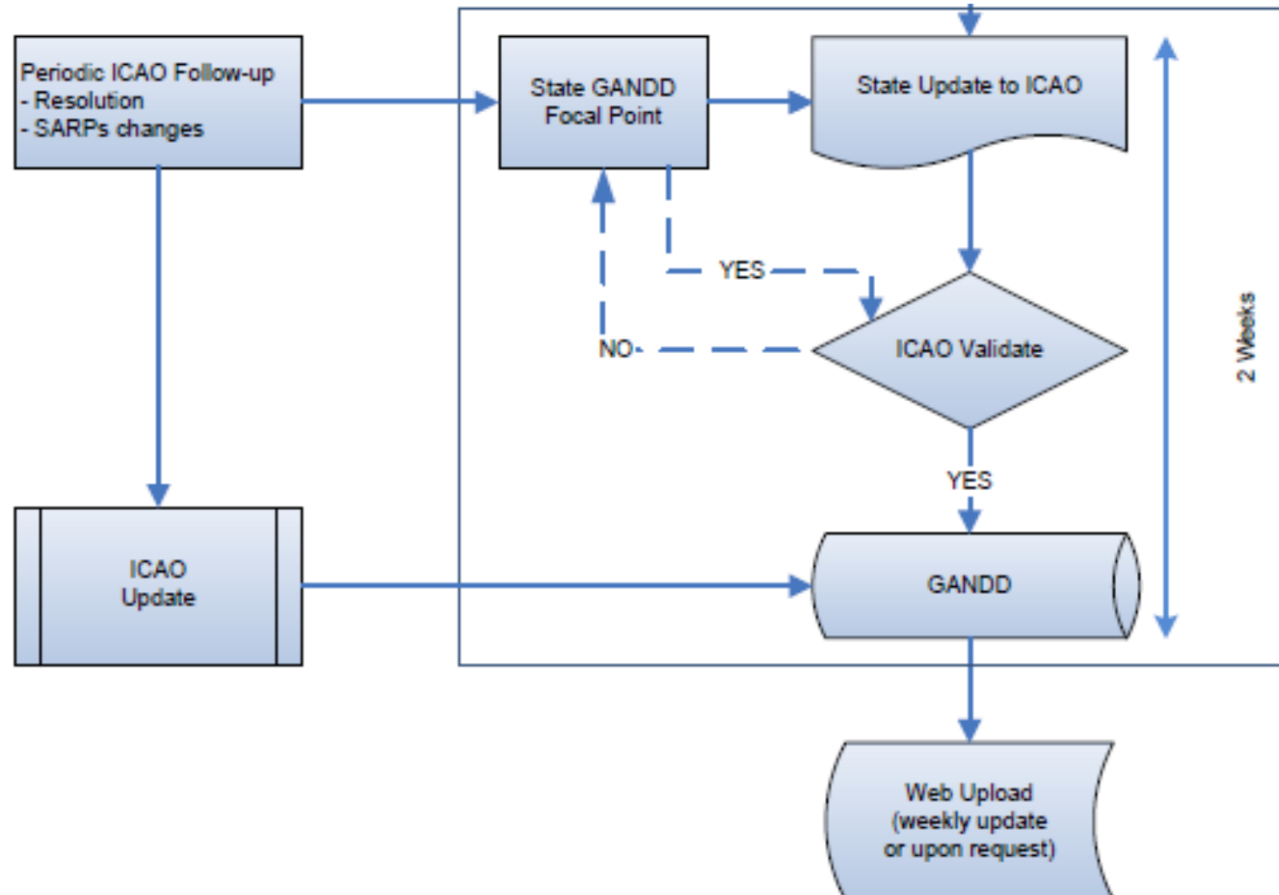 Periodic ICAO Follow-up
- Resolution
- SARPs changes
State GANDD
Focal Point
State Update to ICAO
YES
NO
ICAO Validate
2 Weeks
YES
ICAO
Update
GANDD
Web Upload
(weekly update
or upon request)